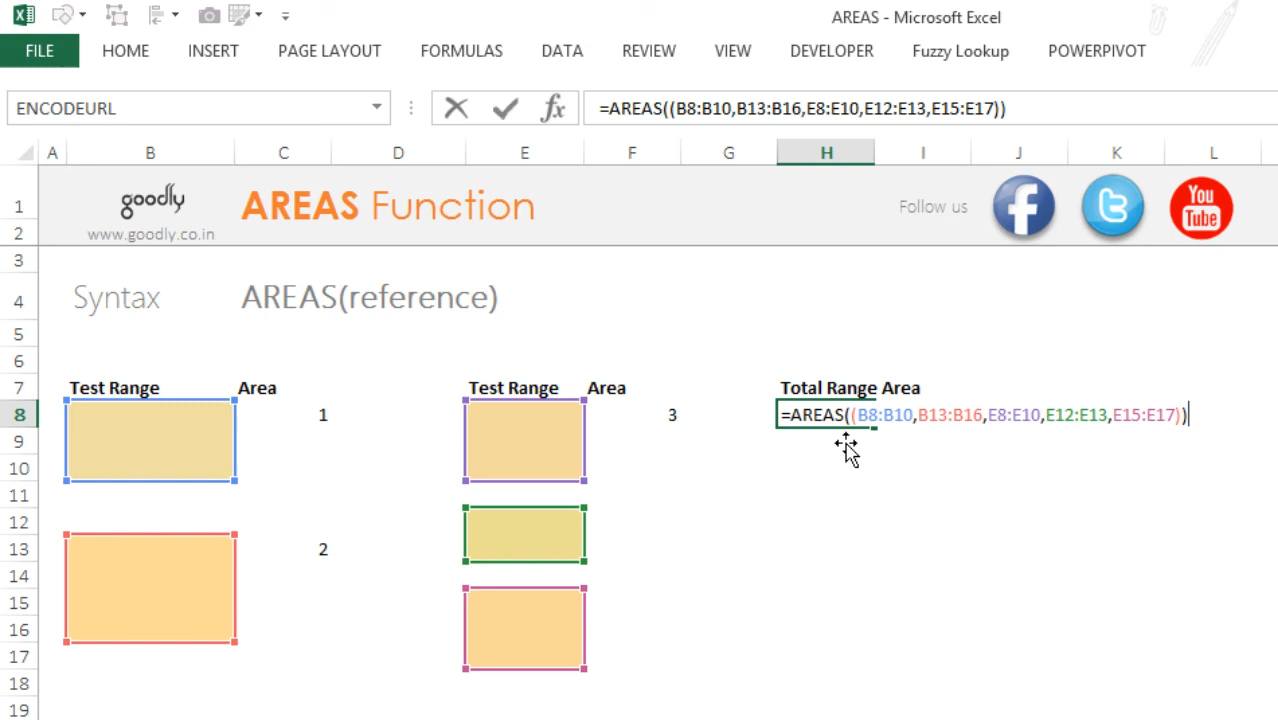 AREAS - Microsoft Excel
FILE HOME INSERT PAGE LAYOUT FORMULAS DATA REVIEW VIEW DEVELOPER Fuzzy Lookup POWERPIVOT
ENCODEURL fx =AREAS((B8:B10,B13:B16,E8:E10,E12:E13,E15:E17))
A B C D E F G H I J K L
1 goodly AREAS Function Follow us f t You Tube
2 www.goodly.co.in
3
4 Syntax AREAS(reference)
5
6
7 Test Range Area Test Range Area Total Range Area
8 1 3 =AREAS((B8:B10,B13:B16,E8:E10,E12:E13,E15:E17))
9
10
11
12
13 2
14
15
16
17
18
19